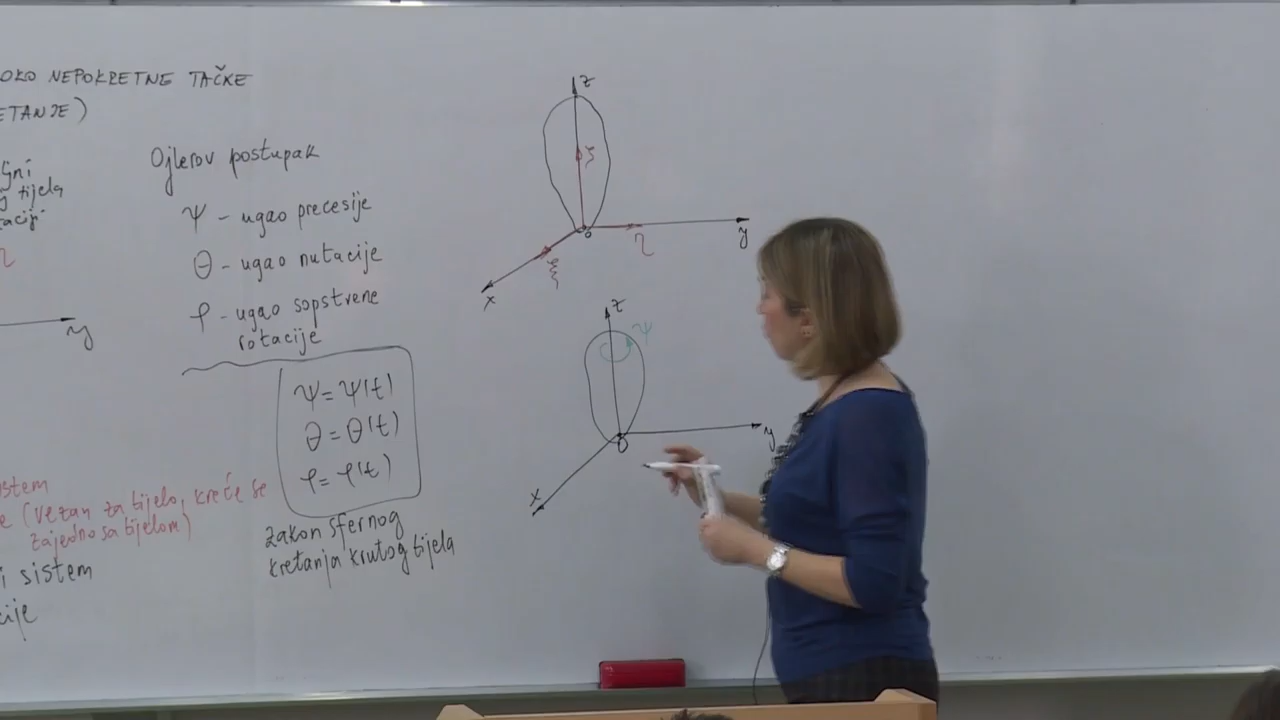 OKO NEPOKRETNE TAČKE
ETANJE)
Ojlerov postupak
ψ - ugao precesije
θ - ugao nutacije
φ - ugao sopstvene
rotacije
ψ = ψ(t)
θ = θ(t)
φ = φ(t)
zakon sfernog
kretanja krutog tijela
tijela
η
y
e (vezan za tijelo, kreće se
zajedno sa tijelom)
i sistem
z
ζ
o
η
y
ξ
x
z
ψ
y
O
x